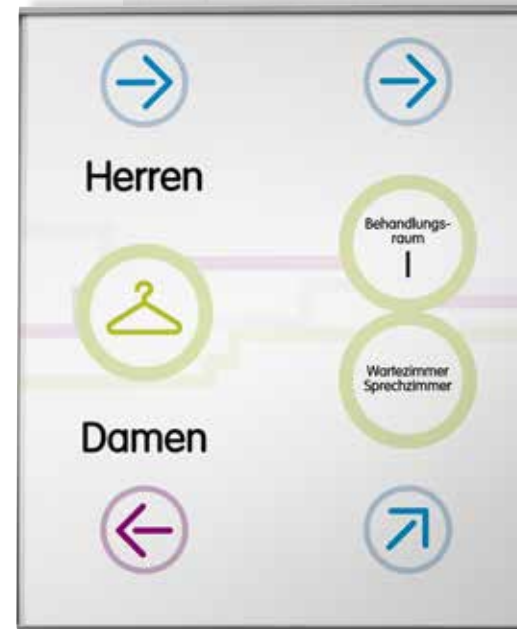 Herren
Damen
Behandlungs-
raum
I
Wartezimmer
Sprechzimmer